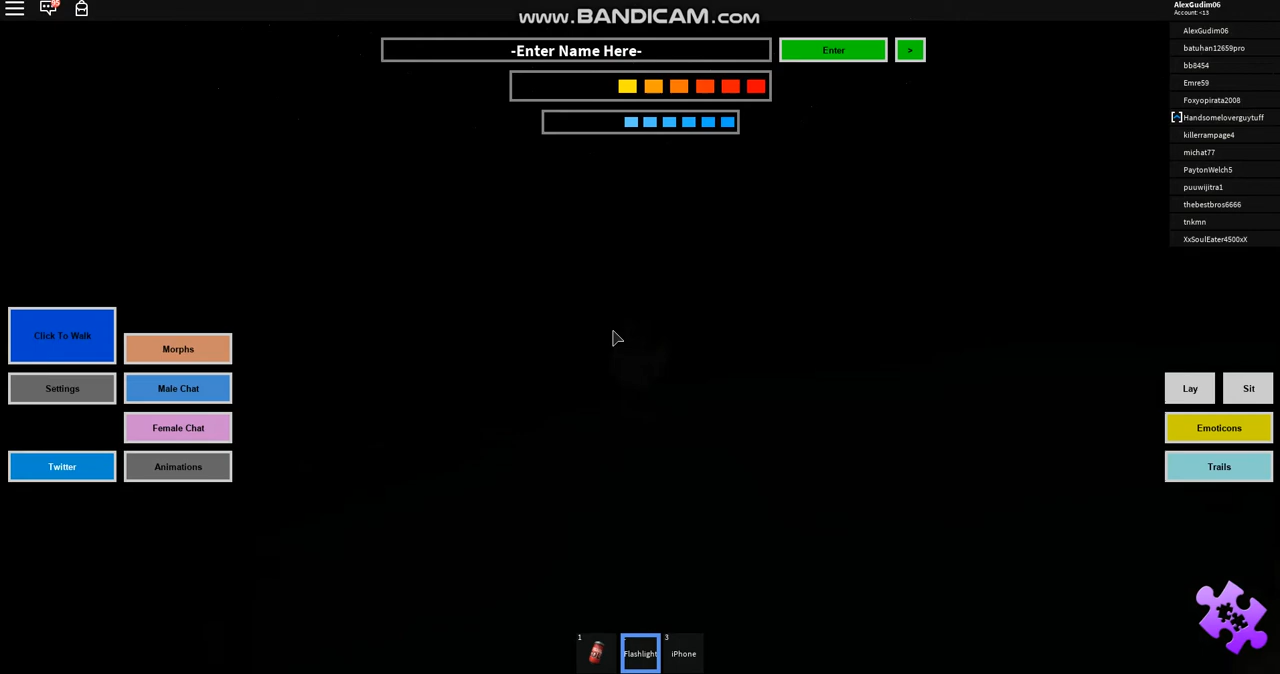 www.BANDICAM.com
95
AlexGudim06
Account: <13
-Enter Name Here-
Enter
>
AlexGudim06
batuhan12659pro
bb8454
Emre59
Foxyopirata2008
Handsomeloverguytuff
killerrampage4
michat77
PaytonWelch5
puuwijitra1
thebestbros6666
tnkmn
XxSoulEater4500xX
Click To Walk
Morphs
Settings
Male Chat
Female Chat
Twitter
Animations
Lay
Sit
Emoticons
Trails
1
Flashlight
3
iPhone